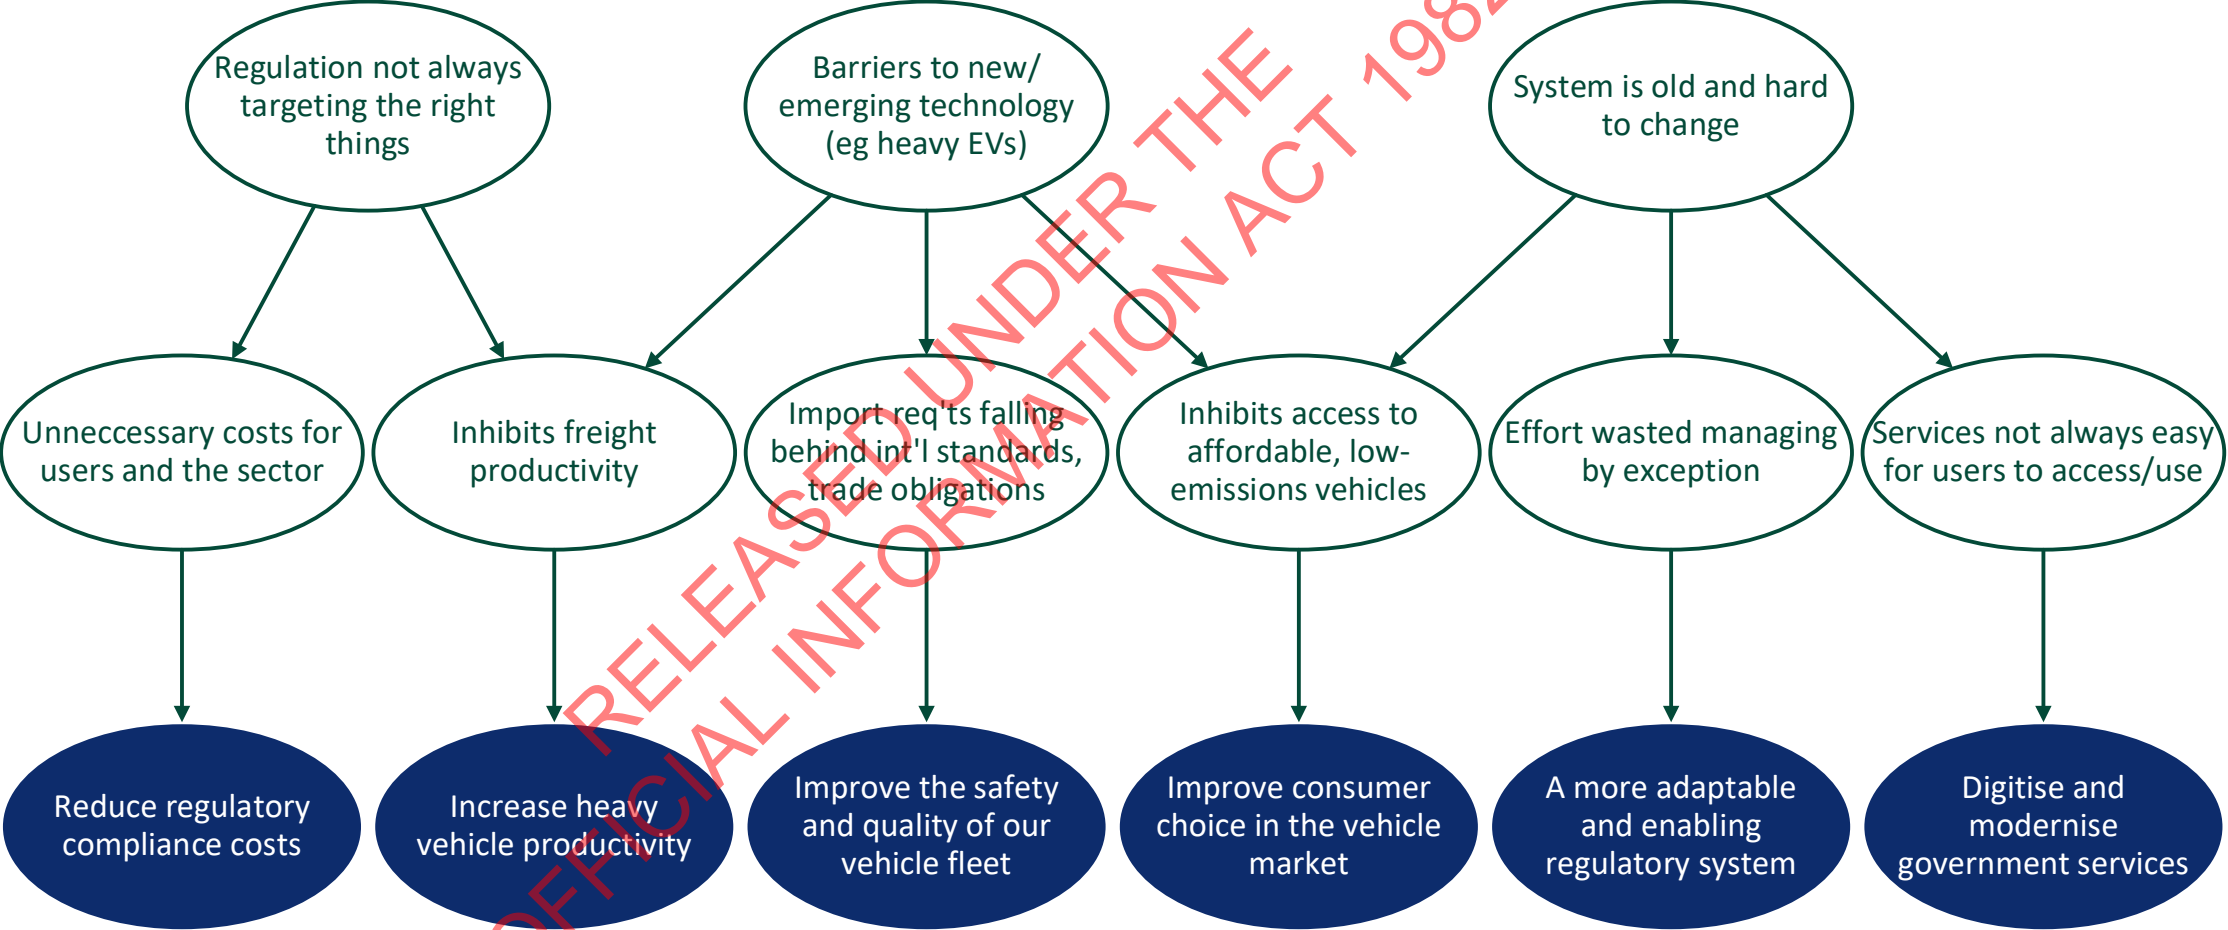 Regulation not always
targeting the right
things
Barriers to new/
emerging technology
(eg heavy EVs)
System is old and hard
to change
Unneccessary costs for
users and the sector
Inhibits freight
productivity
Import req'ts falling
behind int'l standards,
trade obligations
Inhibits access to
affordable, low-
emissions vehicles
Effort wasted managing
by exception
Services not always easy
for users to access/use
Reduce regulatory
compliance costs
Increase heavy
vehicle productivity
Improve the safety
and quality of our
vehicle fleet
Improve consumer
choice in the vehicle
market
A more adaptable
and enabling
regulatory system
Digitise and
modernise
government services
RELEASED UNDER THE
OFFICIAL INFORMATION ACT 1982